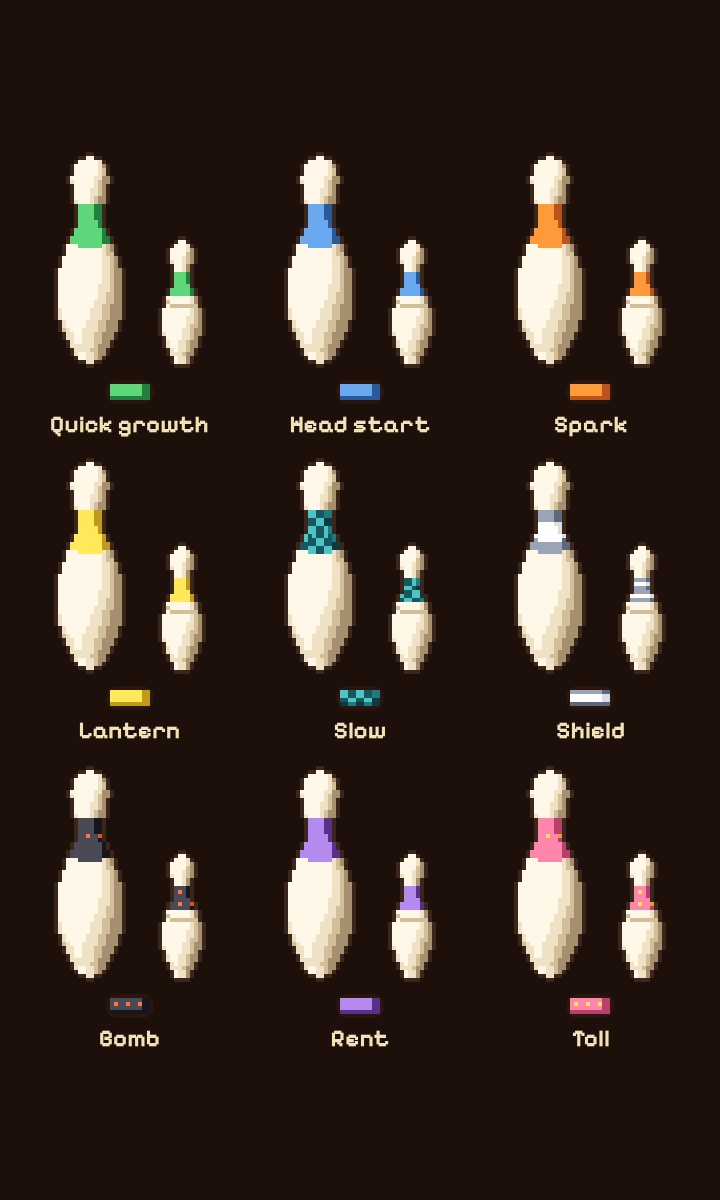 Quick growth
Head start
Spark
Lantern
Slow
Shield
Bomb
Rent
Toll